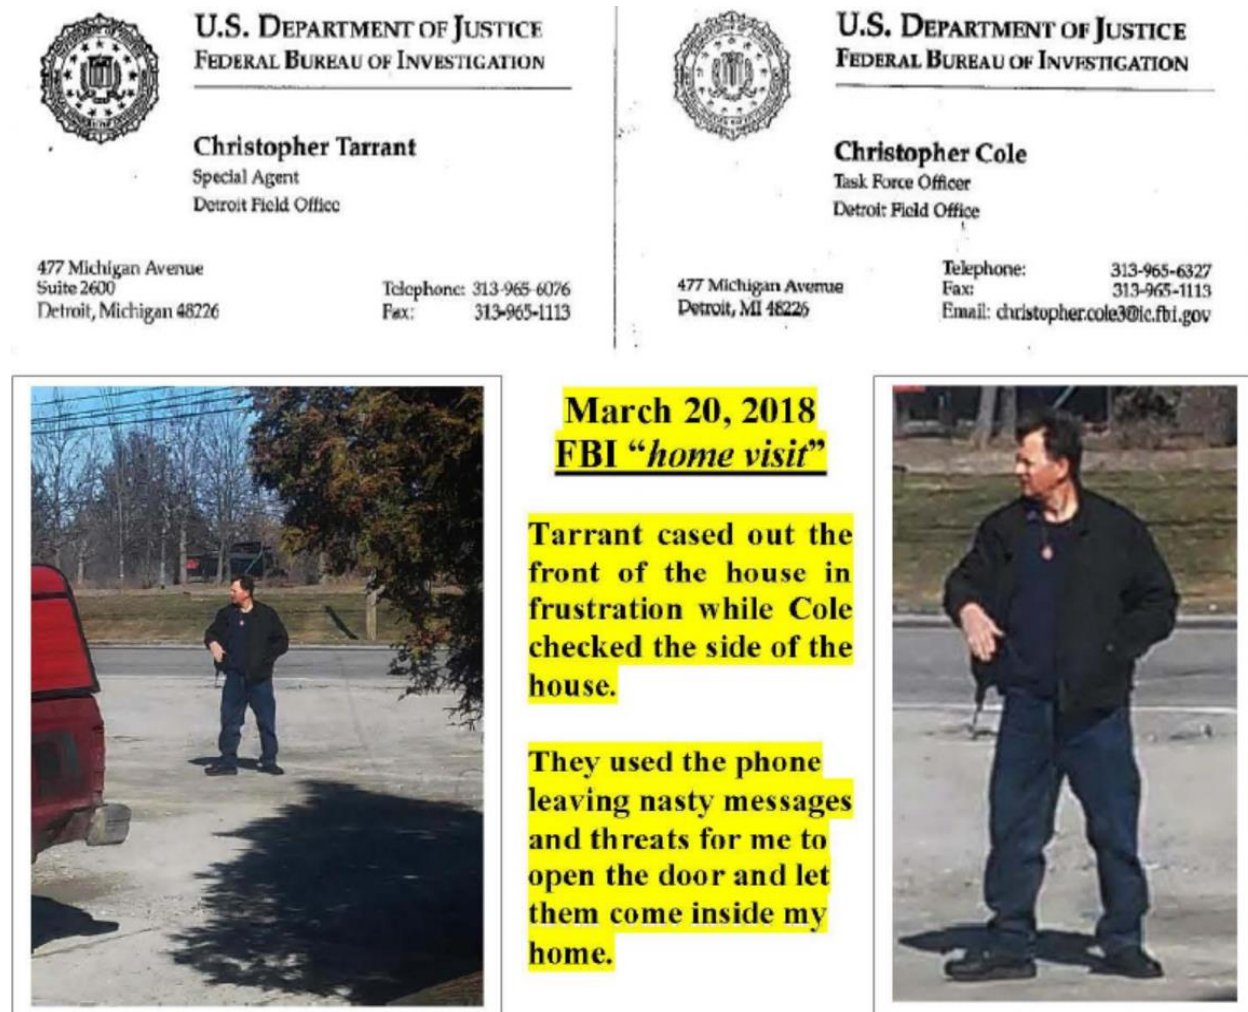 U.S. DEPARTMENT OF JUSTICE
FEDERAL BUREAU OF INVESTIGATION
Christopher Tarrant
Special Agent
Detroit Field Office
477 Michigan Avenue
Suite 2600
Detroit, Michigan 48226
Telephone: 313-965-6076
Fax: 313-965-1113
U.S. DEPARTMENT OF JUSTICE
FEDERAL BUREAU OF INVESTIGATION
Christopher Cole
Task Force Officer
Detroit Field Office
477 Michigan Avenue
Detroit, MI 48226
Telephone: 313-965-6327
Fax: 313-965-1113
Email: christopher.cole3@ic.fbi.gov
March 20, 2018
FBI “home visit”
Tarrant cased out the
front of the house in
frustration while Cole
checked the side of the
house.
They used the phone
leaving nasty messages
and threats for me to
open the door and let
them come inside my
home.